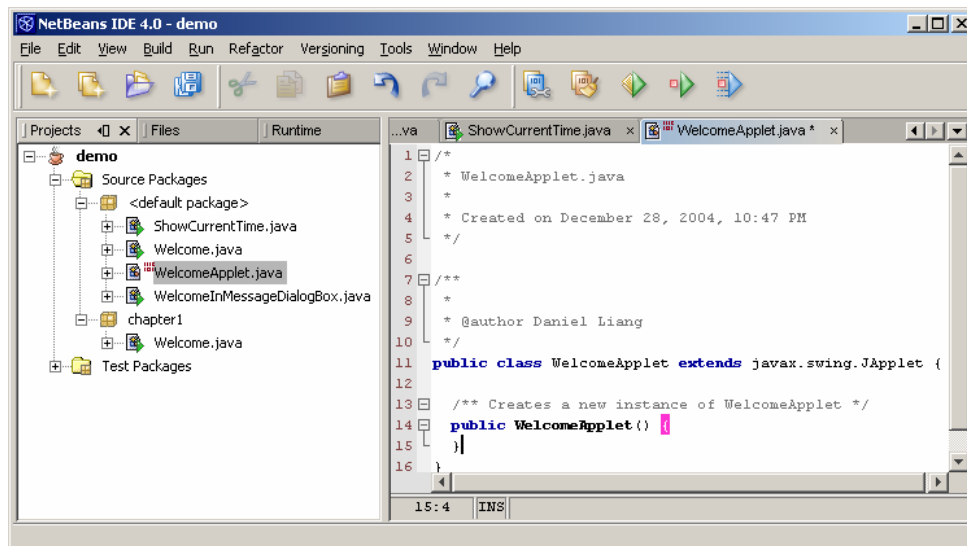 NetBeans IDE 4.0 - demo
File Edit View Build Run Refactor Versioning Tools Window Help
Projects Files Runtime
demo
Source Packages
<default package>
ShowCurrentTime.java
Welcome.java
WelcomeApplet.java
WelcomeInMessageDialogBox.java
chapter1
Welcome.java
Test Packages
...va ShowCurrentTime.java × WelcomeApplet.java * ×
1 /*
2 * WelcomeApplet.java
3 *
4 * Created on December 28, 2004, 10:47 PM
5 */
6
7 /**
8 *
9 * @author Daniel Liang
10 */
11 public class WelcomeApplet extends javax.swing.JApplet {
12
13 /** Creates a new instance of WelcomeApplet */
14 public WelcomeApplet() {
15 }
16 }
15:4 INS